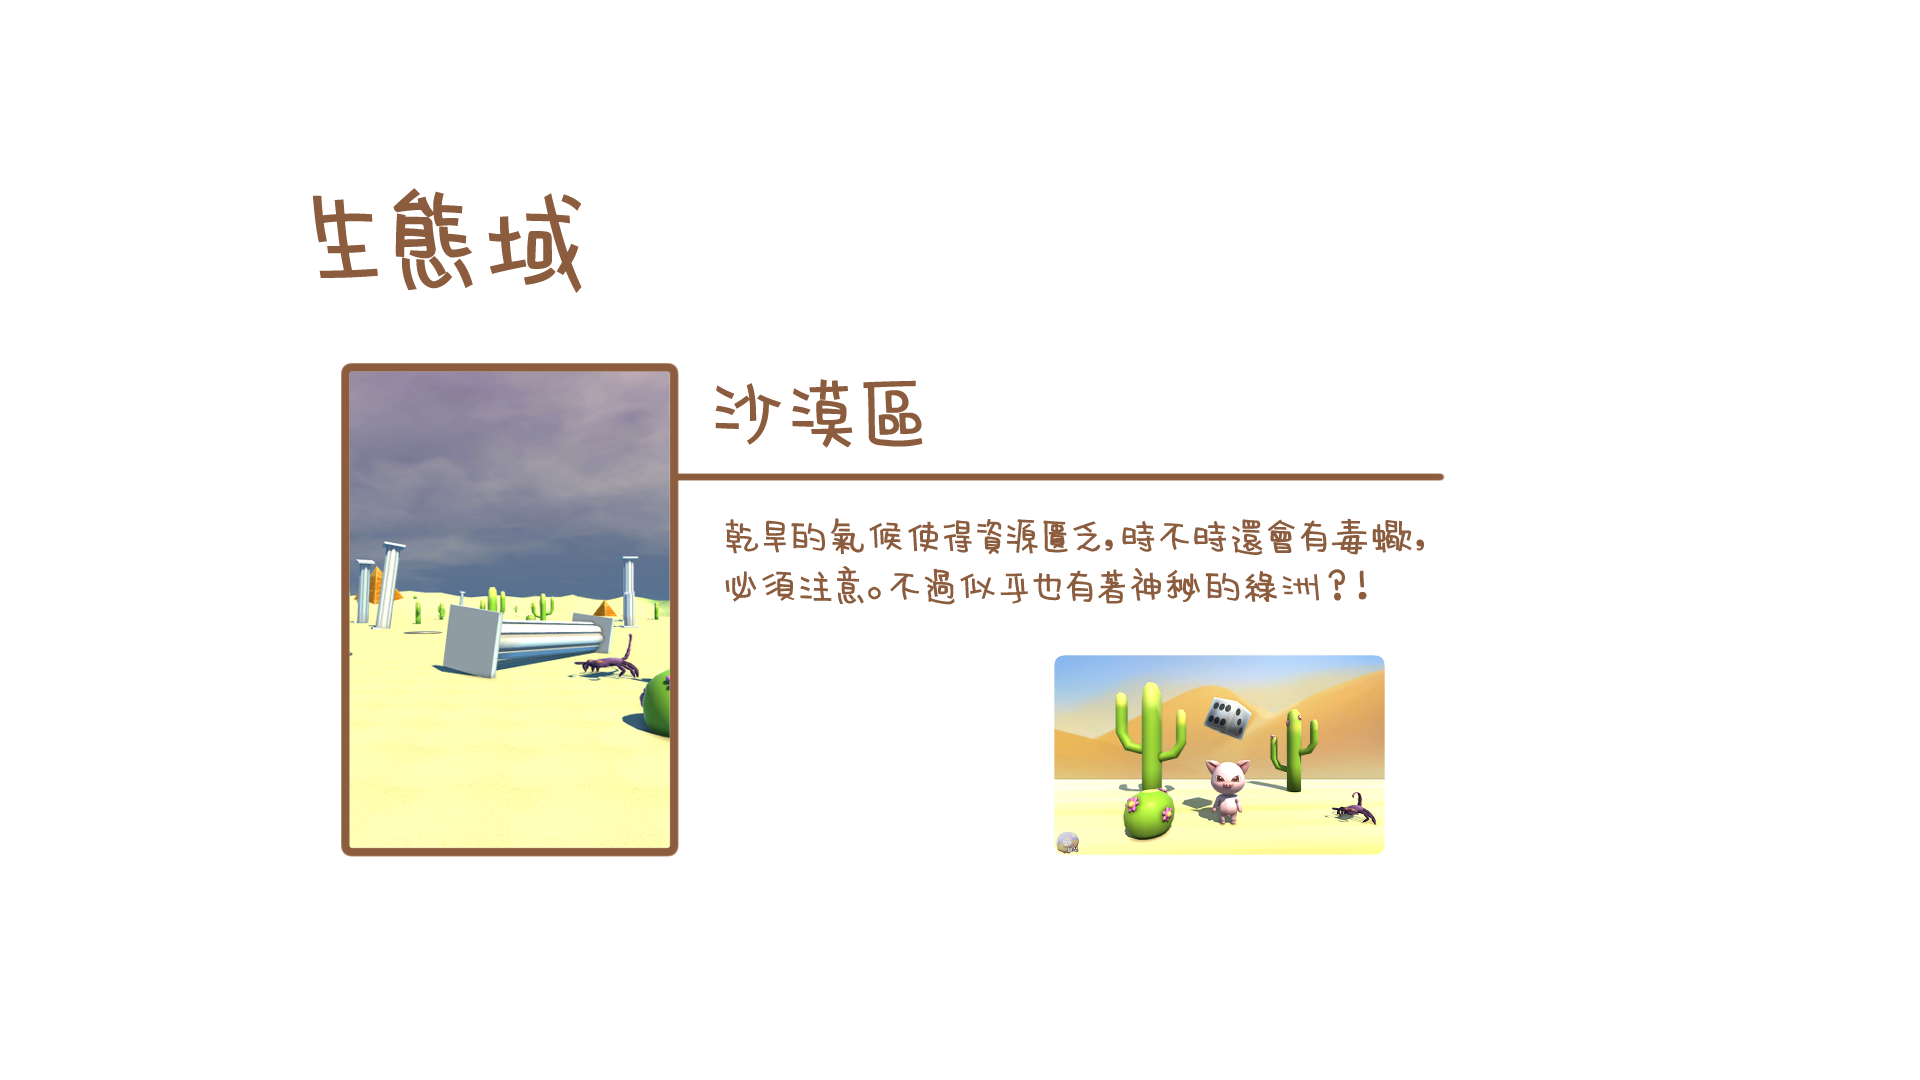 生態域
沙漠區
乾旱的氣候使得資源匱乏,時不時還會有毒蠍,
必須注意。不過似乎也有著神秘的綠洲?!